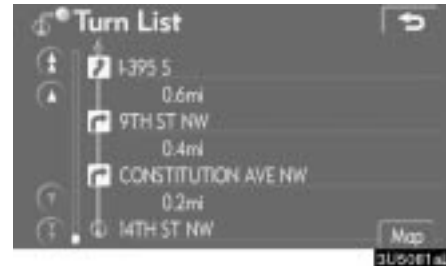 Turn List
I-395 S
0.6mi
9TH ST NW
0.4mi
CONSTITUTION AVE NW
0.2mi
14TH ST NW
Map
3U5081aG